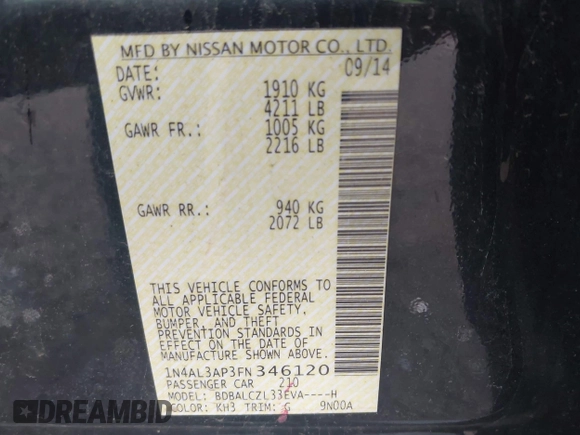 MFD BY NISSAN MOTOR CO., LTD.
DATE: 09/14
GVWR: 1910 KG
4211 LB
GAWR FR.: 1005 KG
2216 LB
GAWR RR.: 940 KG
2072 LB
THIS VEHICLE CONFORMS TO
ALL APPLICABLE FEDERAL
MOTOR VEHICLE SAFETY,
BUMPER, AND THEFT
PREVENTION STANDARDS IN
EFFECT ON THE DATE OF
MANUFACTURE SHOWN ABOVE.
1N4AL3AP3FN346120
PASSENGER CAR 210
MODEL: BDBALCZL33EVA----H
COLOR: KH3 TRIM: G 9N00A
IDEAUTOBID